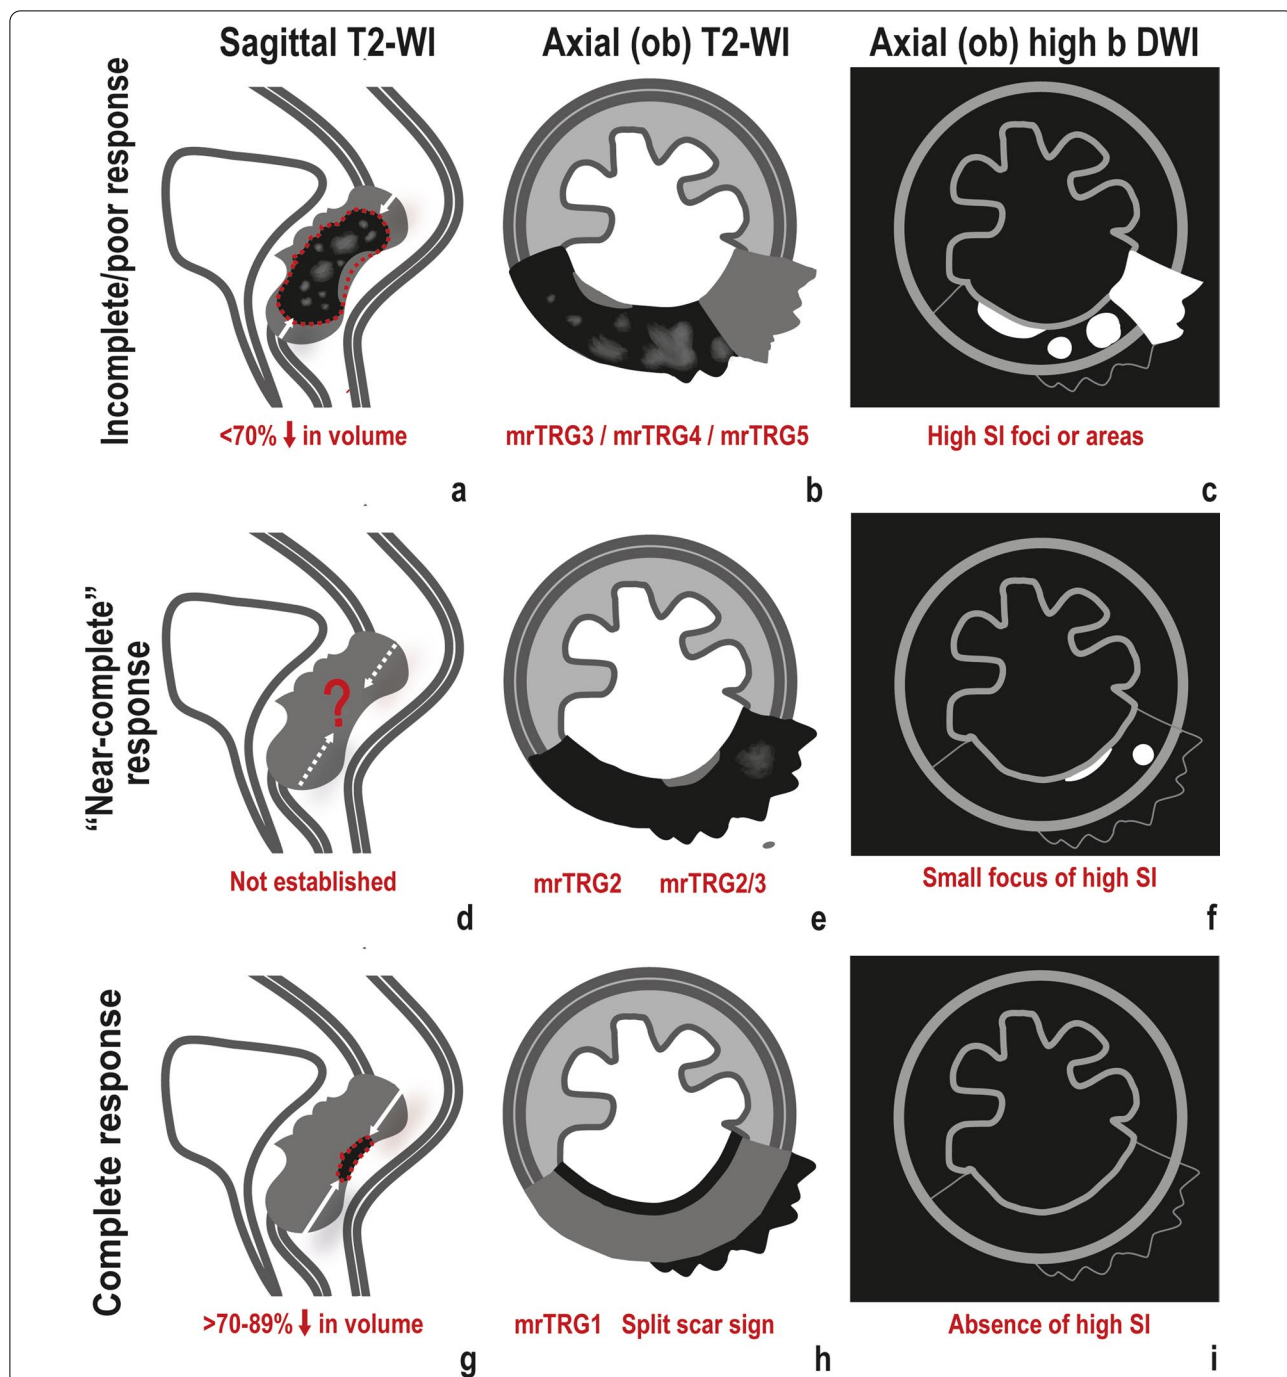 Sagittal T2-WI
Axial (ob) T2-WI
Axial (ob) high b DWI
Incomplete/poor response
<70% ⬇ in volume
mrTRG3 / mrTRG4 / mrTRG5
High SI foci or areas
a
b
c
“Near-complete”
response
?
Not established
mrTRG2 mrTRG2/3
Small focus of high SI
d
e
f
Complete response
>70-89% ⬇ in volume
mrTRG1 Split scar sign
Absence of high SI
g
h
i